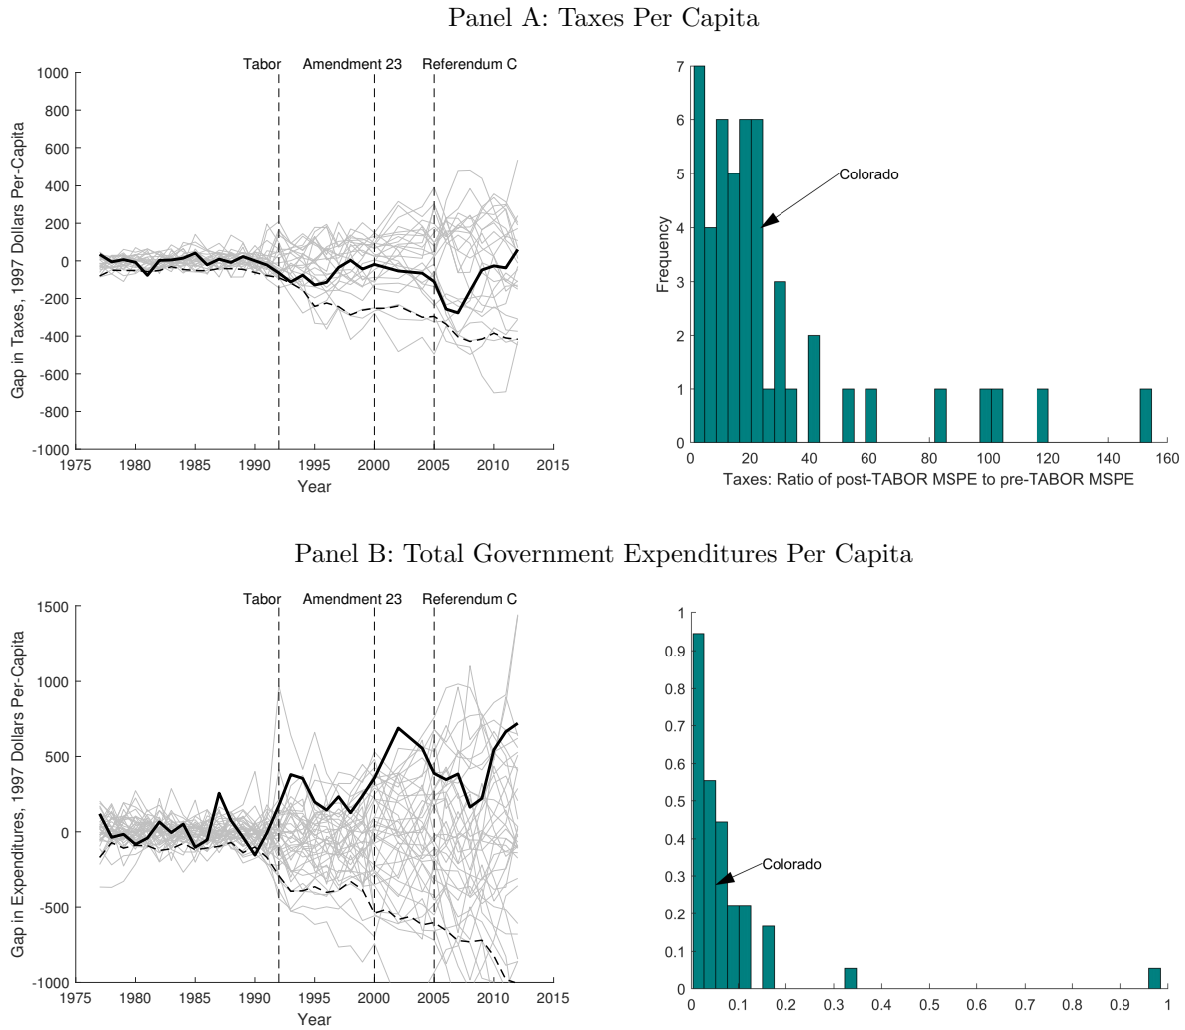 Panel A: Taxes Per Capita
Tabor Amendment 23 Referendum C
1000
800
600
400
200
0
-200
-400
-600
-800
-1000
Gap in Taxes, 1997 Dollars Per-Capita
1975 1980 1985 1990 1995 2000 2005 2010 2015
Year
7
6
5
4
3
2
1
0
Frequency
Colorado
0 20 40 60 80 100 120 140 160
Taxes: Ratio of post-TABOR MSPE to pre-TABOR MSPE
Panel B: Total Government Expenditures Per Capita
Tabor Amendment 23 Referendum C
1500
1000
500
0
-500
-1000
Gap in Expenditures, 1997 Dollars Per-Capita
1975 1980 1985 1990 1995 2000 2005 2010 2015
Year
1
0.9
0.8
0.7
0.6
0.5
0.4
0.3
0.2
0.1
0
Colorado
0 0.1 0.2 0.3 0.4 0.5 0.6 0.7 0.8 0.9 1